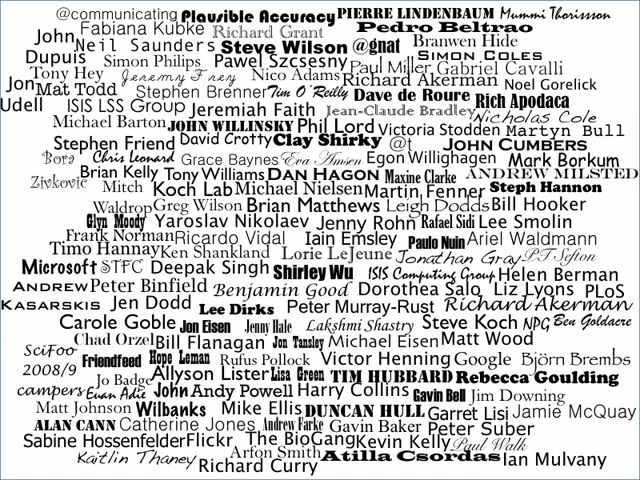 @communicating Plausible Accuracy PIERRE LINDENBAUM Mummi Thorisson
Fabiana Kubke Richard Grant Pedro Beltrao
John Neil Saunders Steve Wilson @gnat Branwen Hide
Dupuis Simon Philips Pawel Szczesny Paul Miller SIMON COLES
Tony Hey Jeremy Frey Nico Adams Richard Akerman Gabriel Cavalli
Jon Mat Todd Stephen Brenner Tim O'Reilly Dave de Roure Noel Gorelick
Udell ISIS LSS Group Jeremiah Faith Jean-Claude Bradley Rich Apodaca
Michael Barton JOHN WILLINSKY Phil Lord Victoria Stodden Nicholas Cole
Stephen Friend David Crotty Clay Shirky @t JOHN CUMBERS Martyn Bull
Bora Chris Leonard Grace Baynes Eva Amsen Egon Willighagen Mark Borkum
Zivkovic Brian Kelly Tony Williams DAN HAGON Maxine Clarke ANDREW MILSTED
Mitch Koch Lab Michael Nielsen Martin Fenner Steph Hannon
Waldrop Greg Wilson Brian Matthews Leigh Dodds Bill Hooker
Glyn Moody Yaroslav Nikolaev Jenny Rohn Rafael Sidi Lee Smolin
Frank Norman Ricardo Vidal Iain Emsley Paulo Nuin Ariel Waldmann
Timo Hannay Ken Shankland Lorie LeJeune Jonathan Gray PT Sefton
Microsoft STFC Deepak Singh Shirley Wu ISIS Computing Group Helen Berman
ANDREW Peter Binfield Benjamin Good Dorothea Salo Liz Lyons PLoS
KASARSKIS Jen Dodd Lee Dirks Peter Murray-Rust Richard Akerman
Carole Goble Jon Eisen Jenny Hale Lakshmi Shastry Steve Koch NPG Ben Goldacre
Chad Orzel Bill Flanagan Jon Tansley Michael Eisen Matt Wood
SciFoo Friendfeed Hope Leman Rufus Pollock Victor Henning Google Björn Brembs
2008/9 Jo Badge Allyson Lister Lisa Green TIM HUBBARD Rebecca Goulding
campers Euan Adie John Andy Powell Harry Collins Gavin Bell Jim Downing
Matt Johnson Wilbanks Mike Ellis DUNCAN HULL Garret Lisi Jamie McQuay
ALAN CANN Catherine Jones Andrew Farke Gavin Baker Peter Suber
Sabine Hossenfelder Flickr The BioGang Kevin Kelly Paul Walk
Kaitlin Thaney Arfon Smith Atilla Csordas Ian Mulvany
Richard Curry